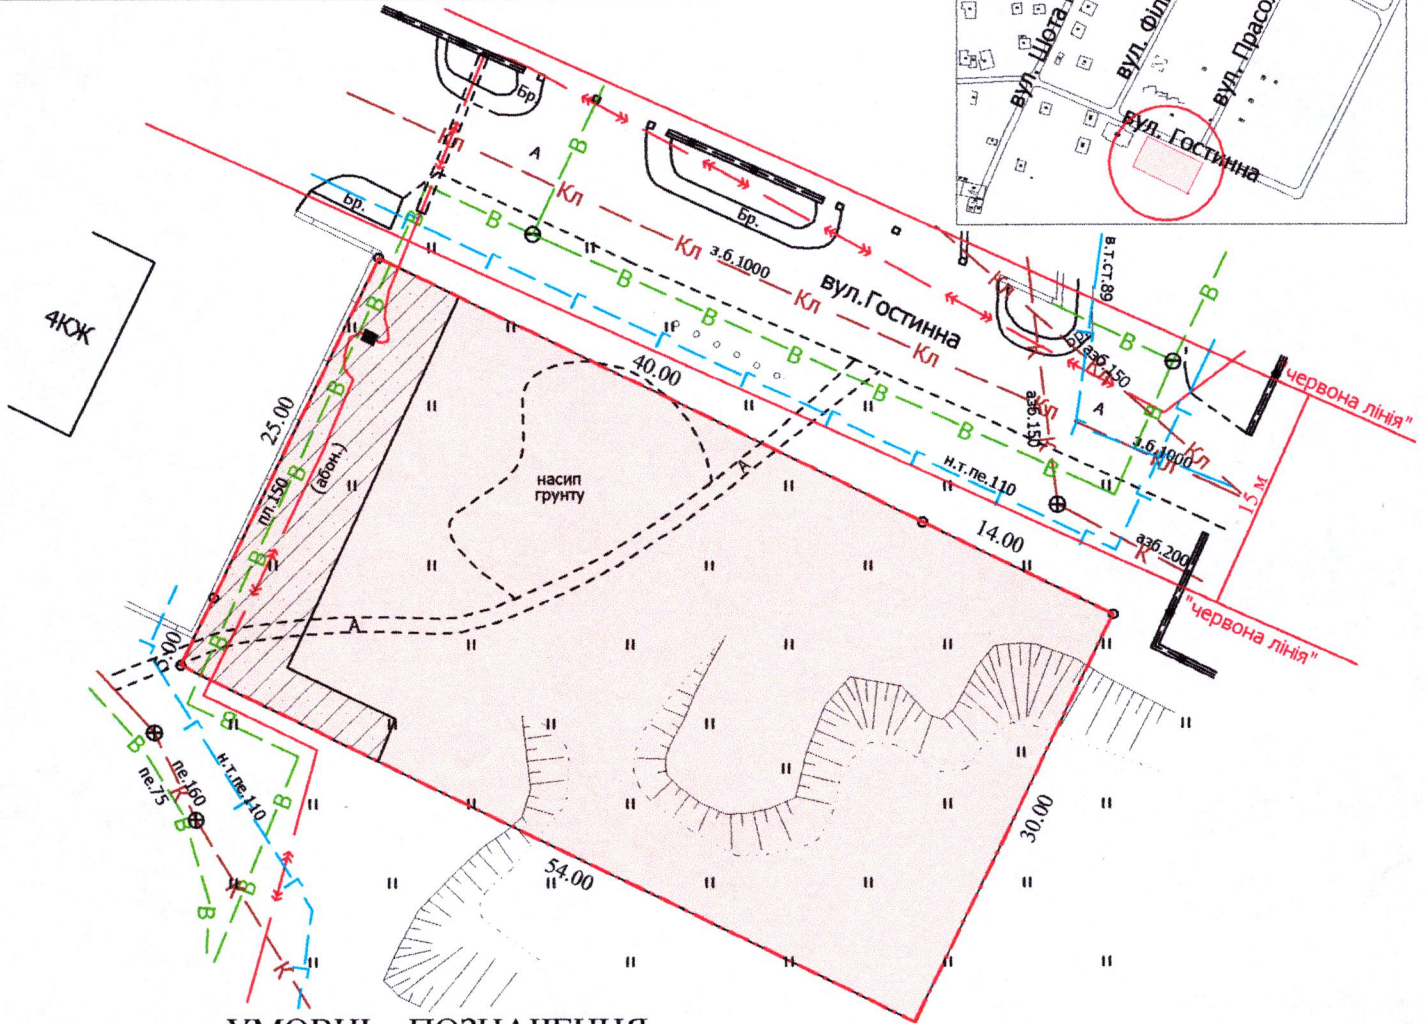 вул. Шота
вул. Філ
вул. Прасо
вул. Гостинна
Бр.
А
Кл
В
Кл
Бр.
Кл
з.б.1000
Бр.
вул.Гостинна
в.т.ст.89
В
4КЖ
40.00
25.00
азб.150
азб.150
А
"червона лінія"
з.б.1000
15 м
насип
грунту
А
(абон.)
пл.150
н.т.пе.110
14.00
азб.200
К
"червона лінія"
А
5.00
н.т.пе.110
пе.160
пе.75
54.00
30.00
УМОВНІ ПОЗНАЧЕННЯ